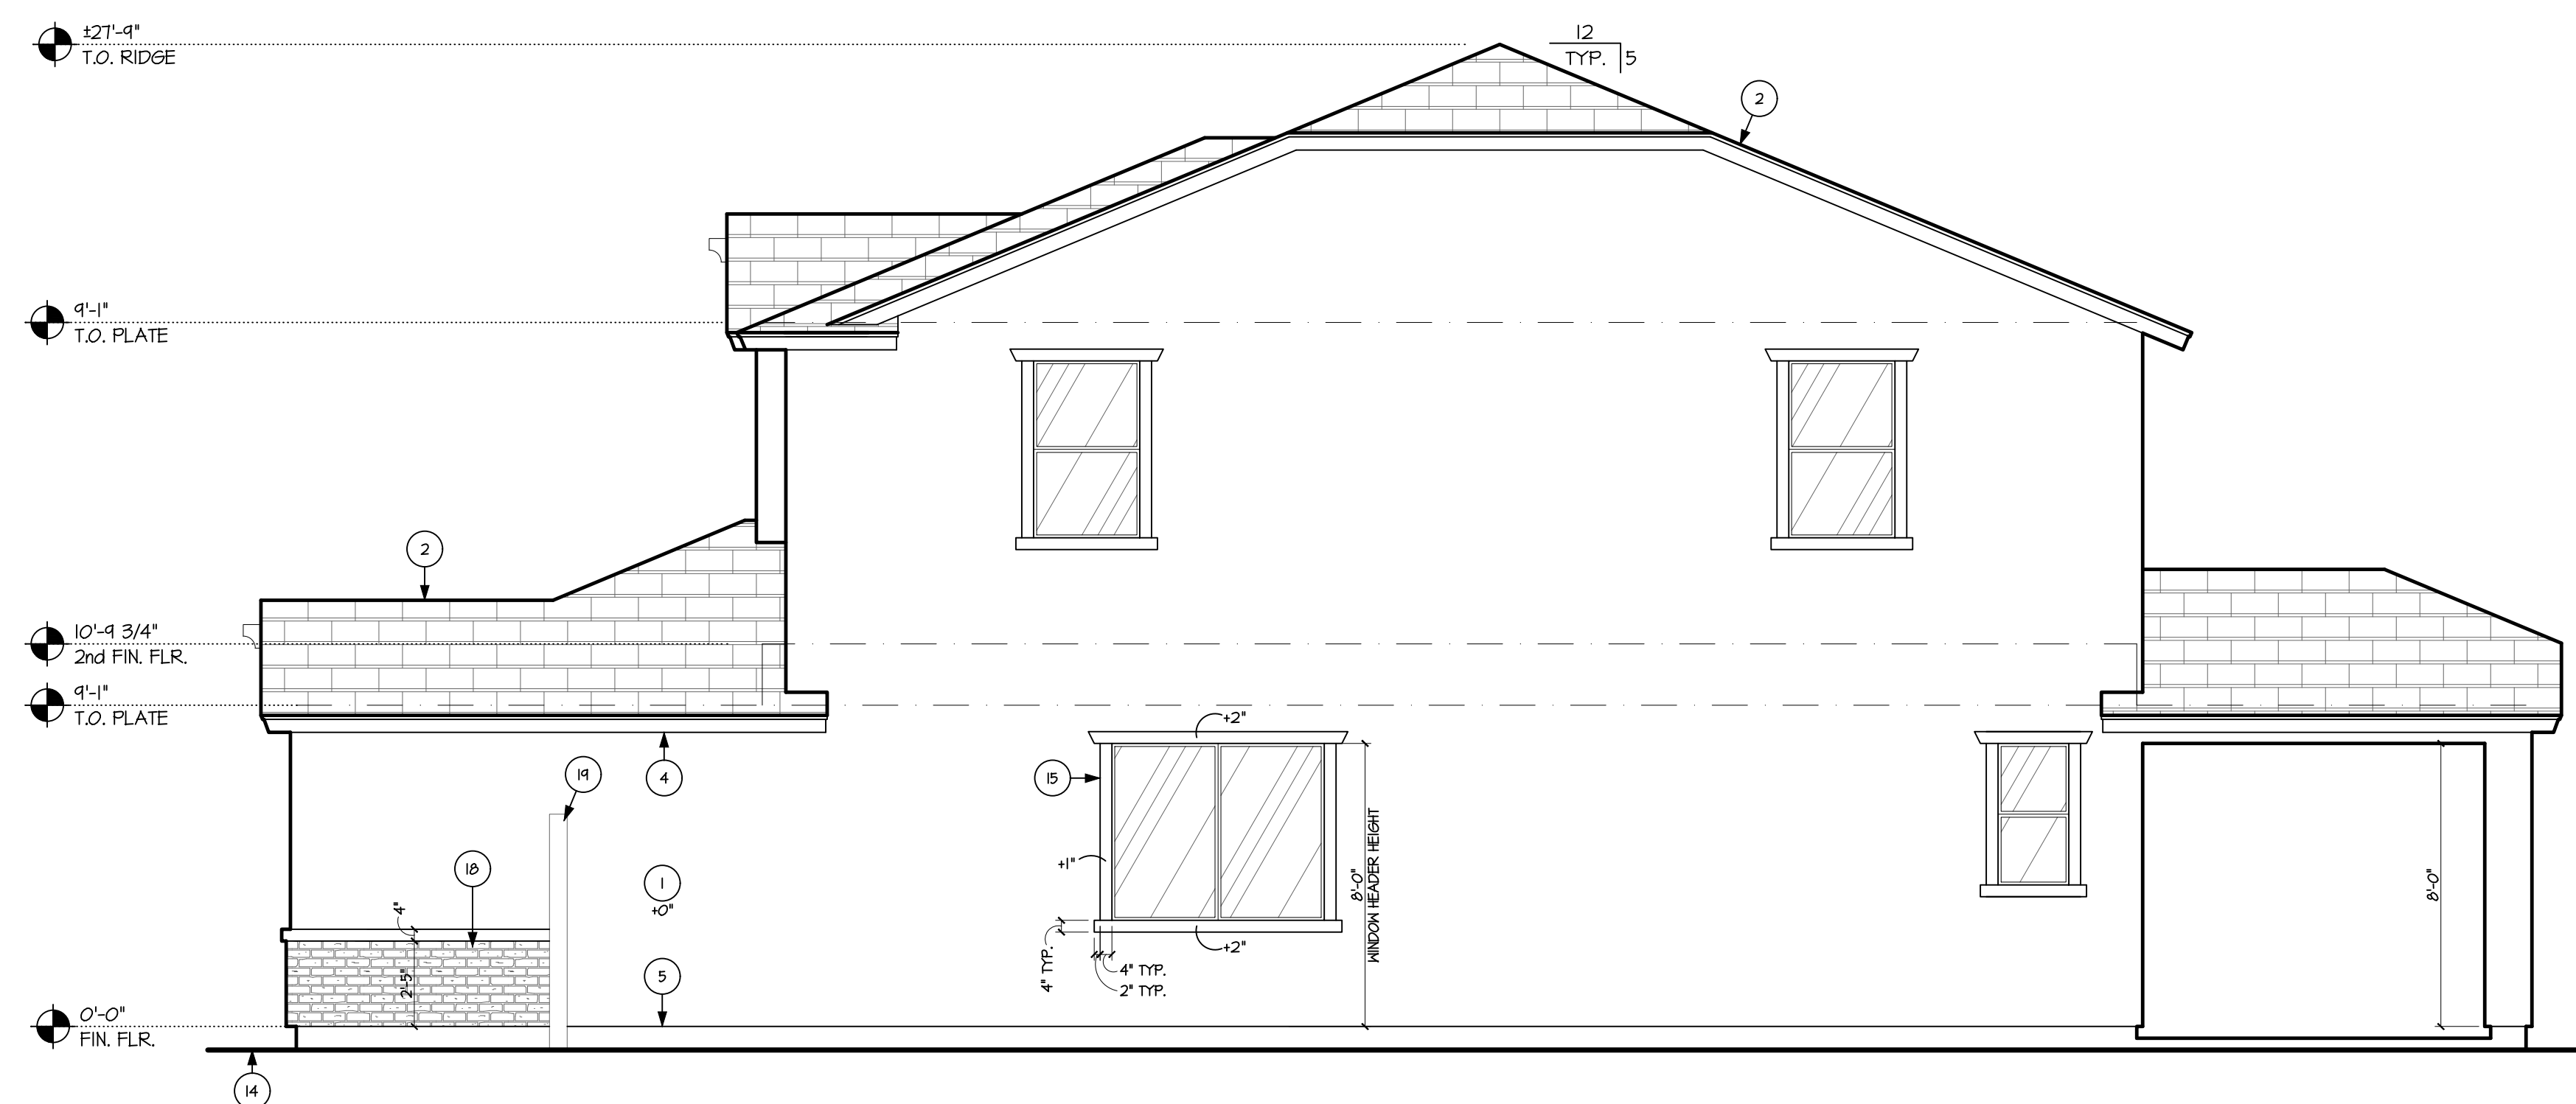 ±27'-9"
T.O. RIDGE
12
TYP.
5
2
9'-1"
T.O. PLATE
2
10'-9 3/4"
2nd FIN. FLR.
9'-1"
T.O. PLATE
+2"
19
4
15
18
+1"
1
+0"
8'-0"
WINDOW HEADER HEIGHT
8'-0"
4"
2'-5"
5
+2"
4" TYP.
4" TYP.
2" TYP.
0'-0"
FIN. FLR.
14